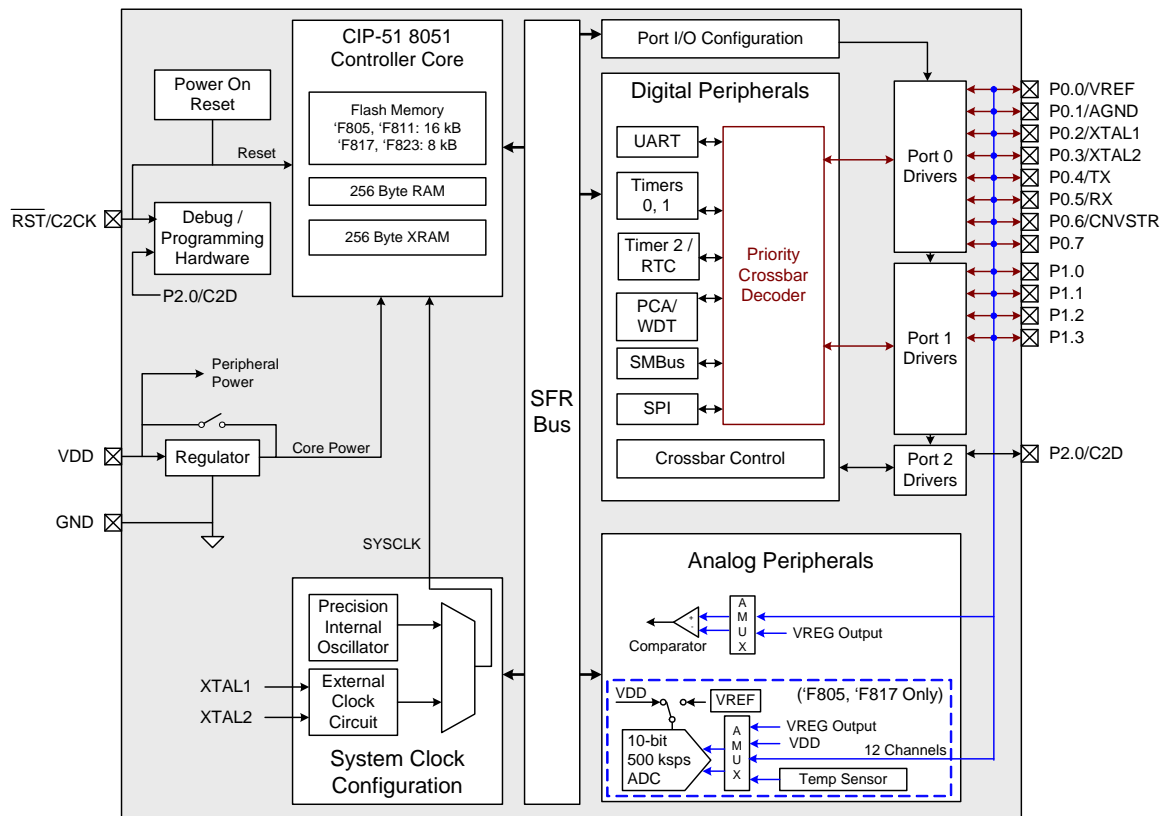 CIP-51 8051
Controller Core
Flash Memory
‘F805, ‘F811: 16 kB
‘F817, ‘F823: 8 kB
256 Byte RAM
256 Byte XRAM
Power On
Reset
Reset
RST/C2CK
Debug /
Programming
Hardware
P2.0/C2D
Peripheral
Power
VDD
Regulator
Core Power
GND
SYSCLK
Precision
Internal
Oscillator
XTAL1
XTAL2
External
Clock
Circuit
System Clock
Configuration
SFR
Bus
Port I/O Configuration
Digital Peripherals
UART
Timers
0, 1
Timer 2 /
RTC
PCA/
WDT
SMBus
SPI
Priority
Crossbar
Decoder
Crossbar Control
Port 0
Drivers
Port 1
Drivers
Port 2
Drivers
P0.0/VREF
P0.1/AGND
P0.2/XTAL1
P0.3/XTAL2
P0.4/TX
P0.5/RX
P0.6/CNVSTR
P0.7
P1.0
P1.1
P1.2
P1.3
P2.0/C2D
Analog Peripherals
+
-
Comparator
A
M
U
X
VREG Output
(‘F805, ‘F817 Only)
VDD
VREF
10-bit
500 ksps
ADC
A
M
U
X
VREG Output
VDD
12 Channels
Temp Sensor